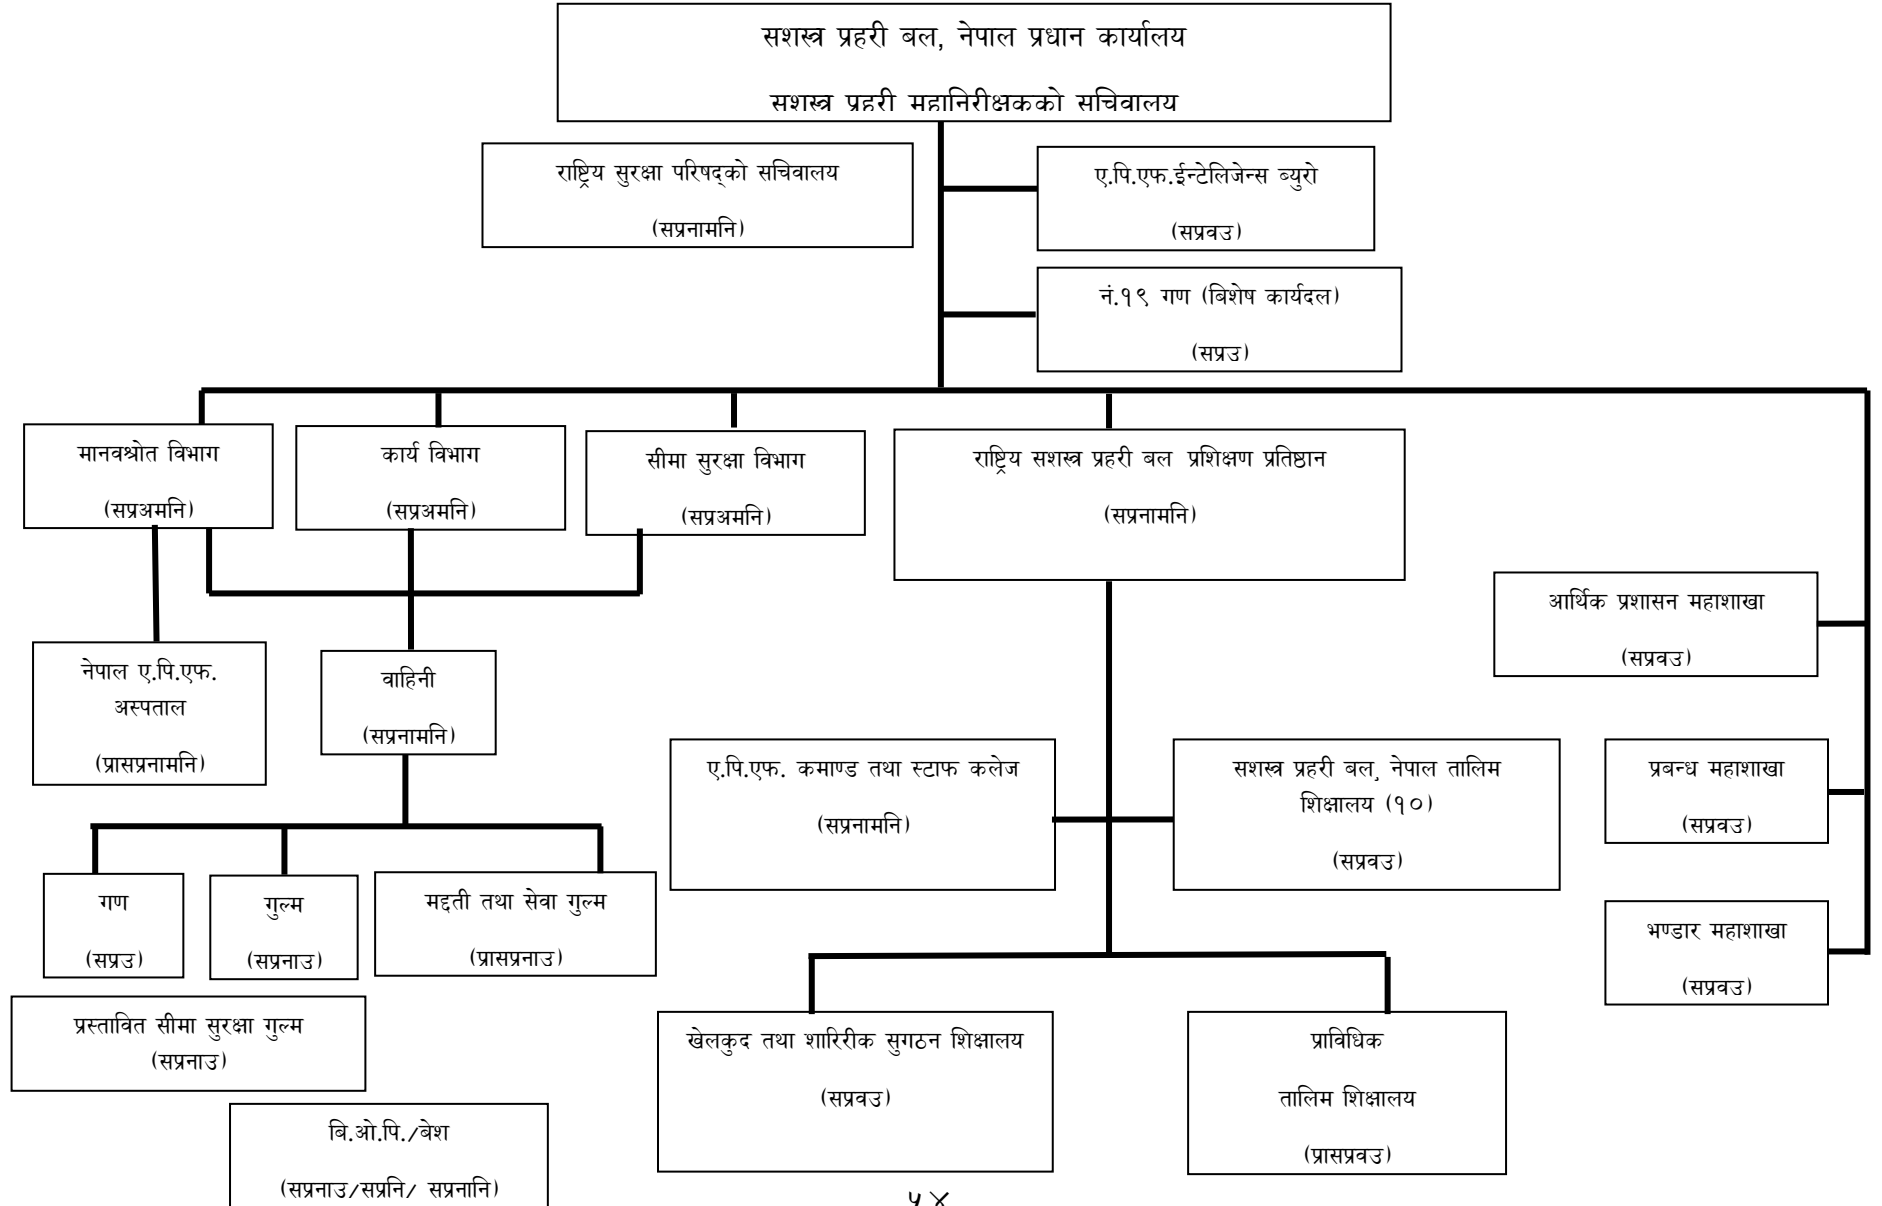 सशस्त्र प्रहरी बल, नेपाल प्रधान कार्यालय
सशस्त्र प्रहरी महानिरीक्षकको सचिवालय
राष्ट्रिय सुरक्षा परिषद्को सचिवालय
(सप्रनामनि)
ए.पि.एफ.ईन्टेलिजेन्स ब्युरो
(सप्रवउ)
नं.१९ गण (बिशेष कार्यदल)
(सप्रउ)
मानवश्रोत विभाग
(सप्रअमनि)
कार्य विभाग
(सप्रअमनि)
सीमा सुरक्षा विभाग
(सप्रअमनि)
राष्ट्रिय सशस्त्र प्रहरी बल प्रशिक्षण प्रतिष्ठान
(सप्रनामनि)
आर्थिक प्रशासन महाशाखा
(सप्रवउ)
नेपाल ए.पि.एफ.
अस्पताल
(प्रासप्रनामनि)
वाहिनी
(सप्रनामनि)
ए.पि.एफ. कमाण्ड तथा स्टाफ कलेज
(सप्रनामनि)
सशस्त्र प्रहरी बल, नेपाल तालिम
शिक्षालय (१०)
(सप्रवउ)
प्रबन्ध महाशाखा
(सप्रवउ)
गण
(सप्रउ)
गुल्म
(सप्रनाउ)
मद्दती तथा सेवा गुल्म
(प्रासप्रनाउ)
भण्डार महाशाखा
(सप्रवउ)
प्रस्तावित सीमा सुरक्षा गुल्म
(सप्रनाउ)
खेलकुद तथा शारिरीक सुगठन शिक्षालय
(सप्रवउ)
प्राविधिक
तालिम शिक्षालय
(प्रासप्रवउ)
बि.ओ.पि./बेश
(सप्रनाउ/सप्रनि/ सप्रनानि)
५४